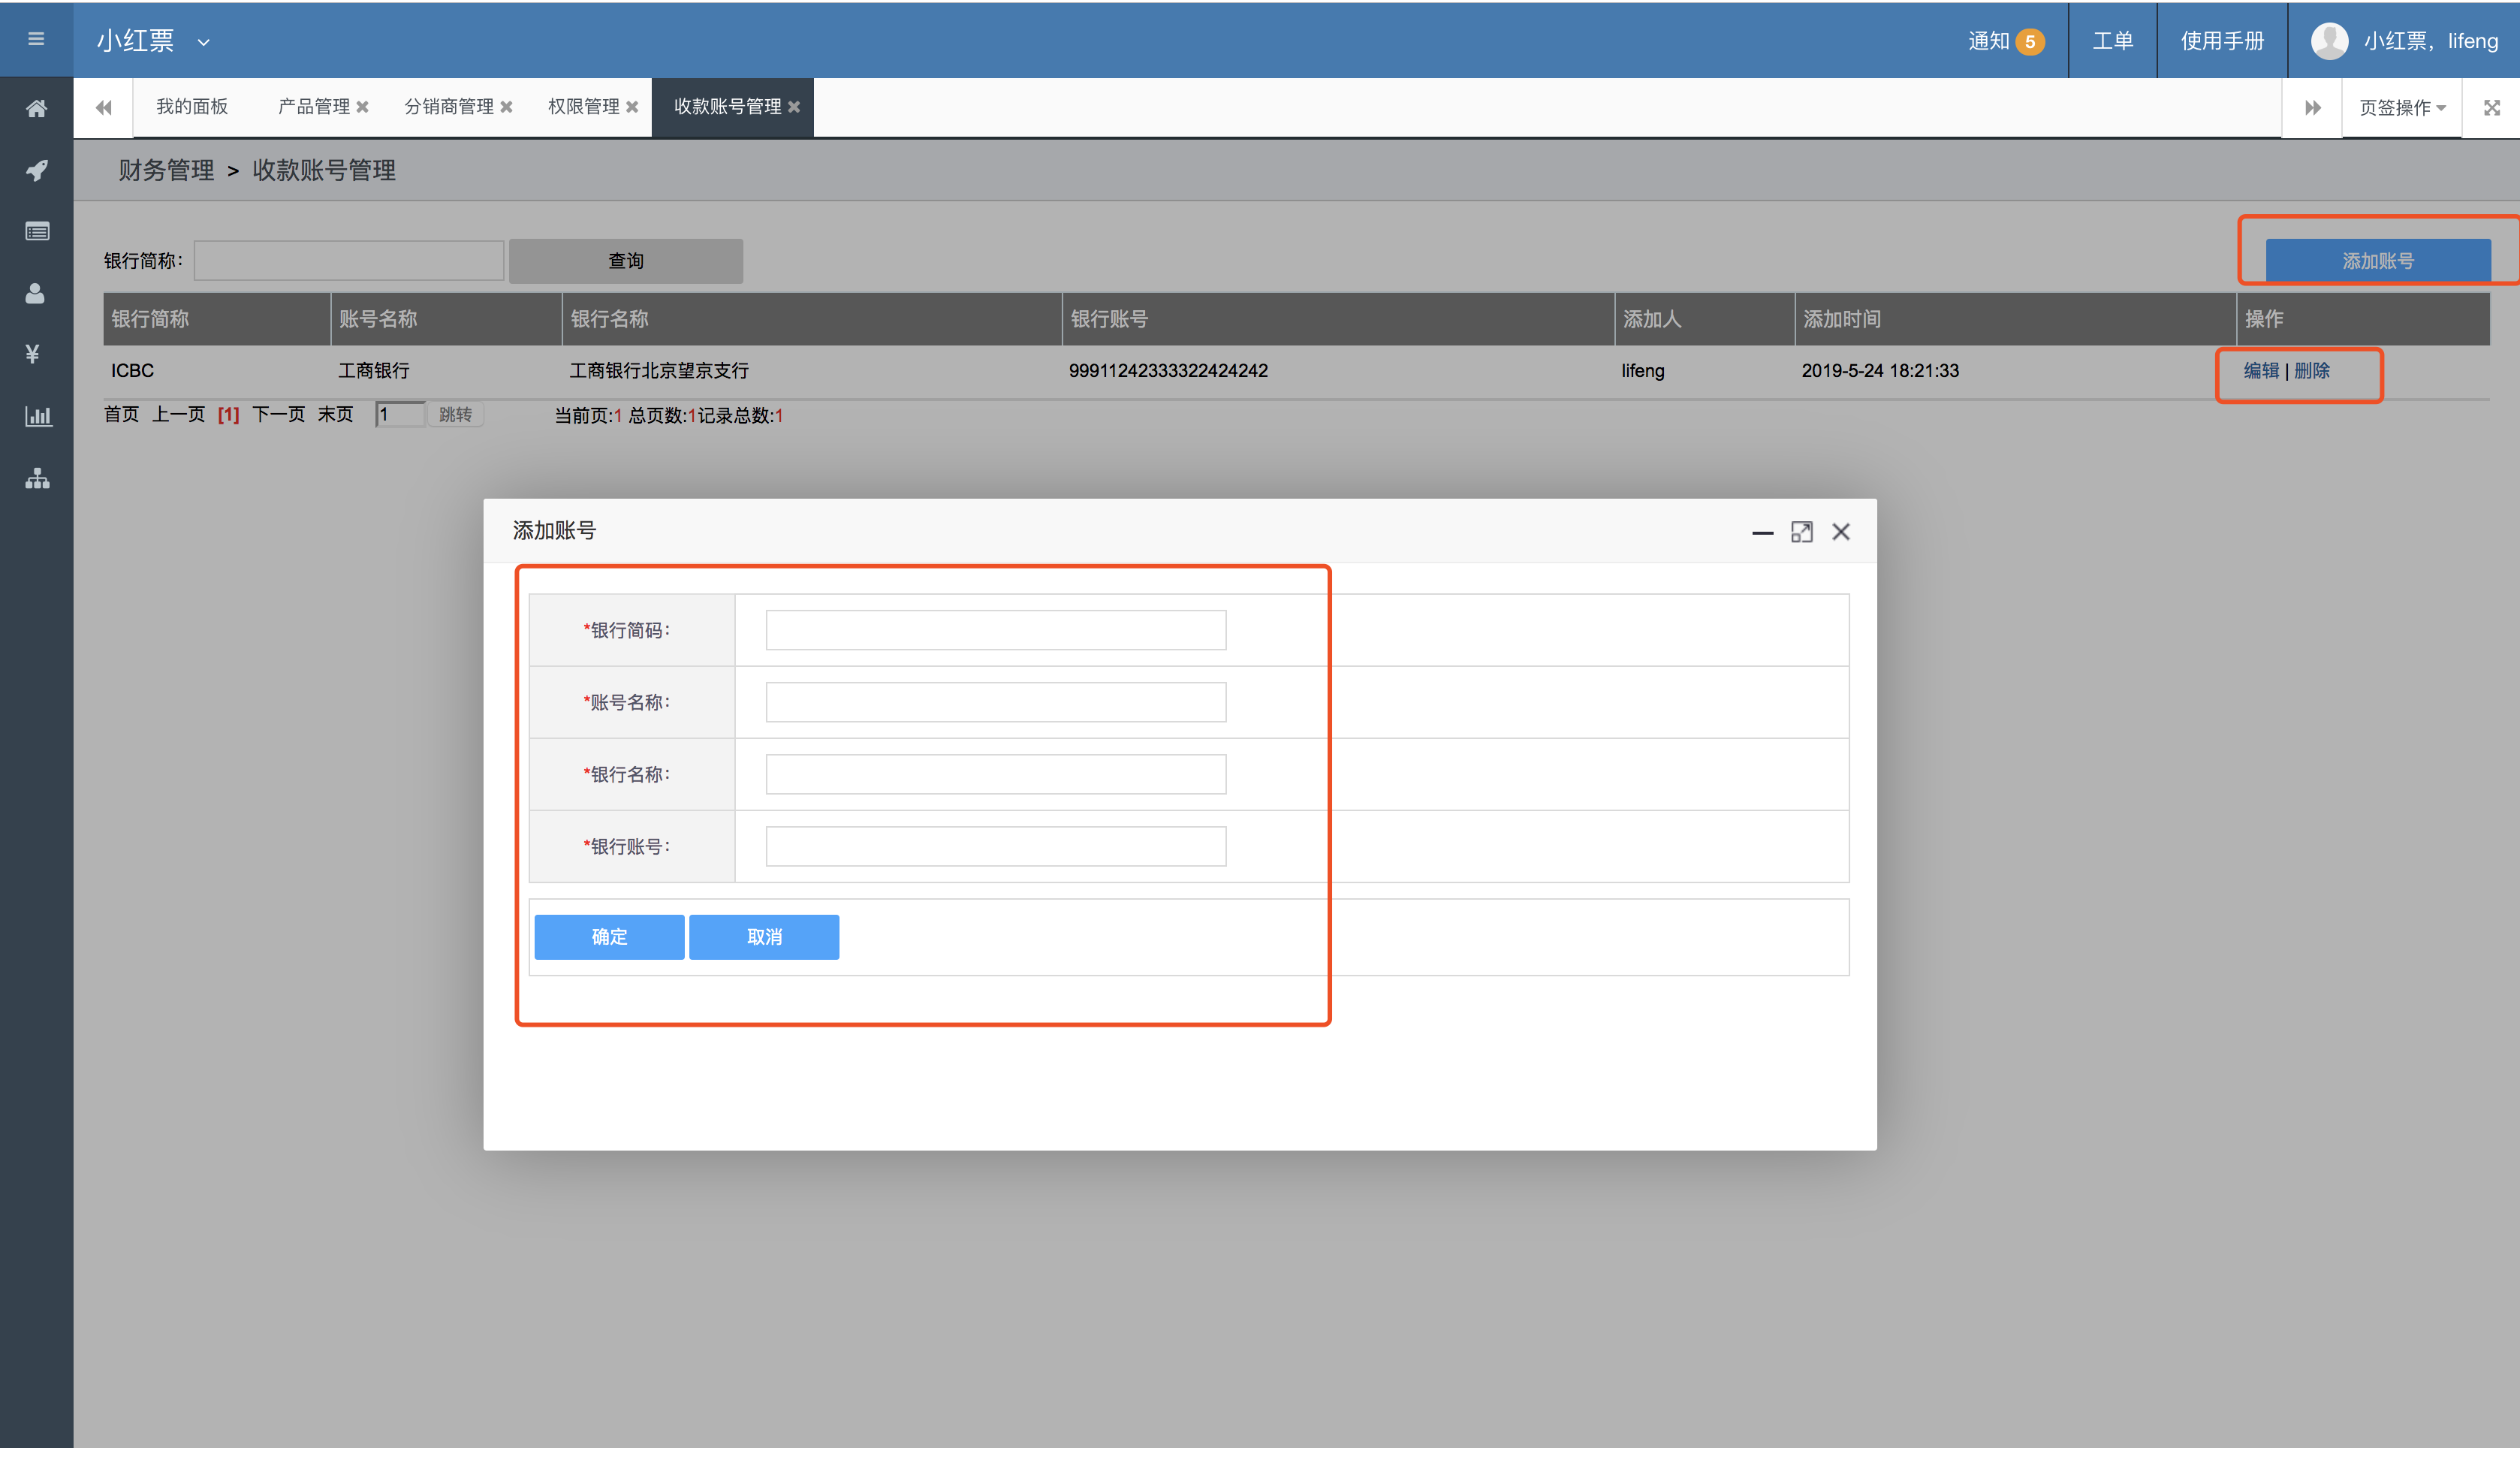 小红票
通知 5 工单 使用手册 小红票，lifeng
我的面板 产品管理 分销商管理 权限管理 收款账号管理 页签操作
财务管理 > 收款账号管理
银行简称： 查询 添加账号
银行简称 账号名称 银行名称 银行账号 添加人 添加时间 操作
ICBC 工商银行 工商银行北京望京支行 99911242333322424242 lifeng 2019-5-24 18:21:33 编辑 | 删除
首页 上一页 [1] 下一页 末页 1 跳转 当前页:1 总页数:1记录总数:1
添加账号
*银行简码：
*账号名称：
*银行名称：
*银行账号：
确定 取消